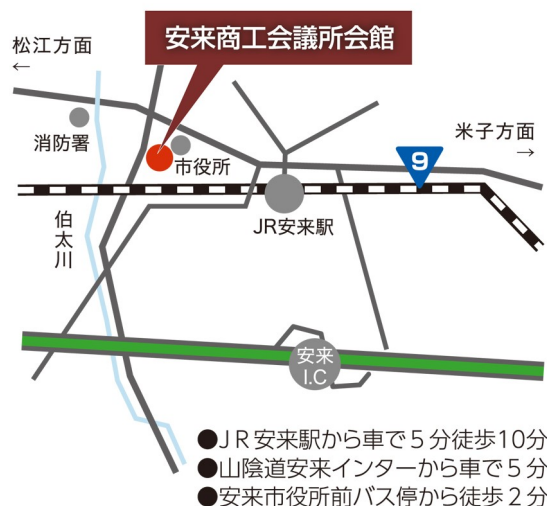 安来商工会議所会館
松江方面
←
消防署
市役所
米子方面
→
9
JR安来駅
伯太川
安来
I.C
●JR安来駅から車で5分徒歩10分
●山陰道安来インターから車で5分
●安来市役所前バス停から徒歩2分